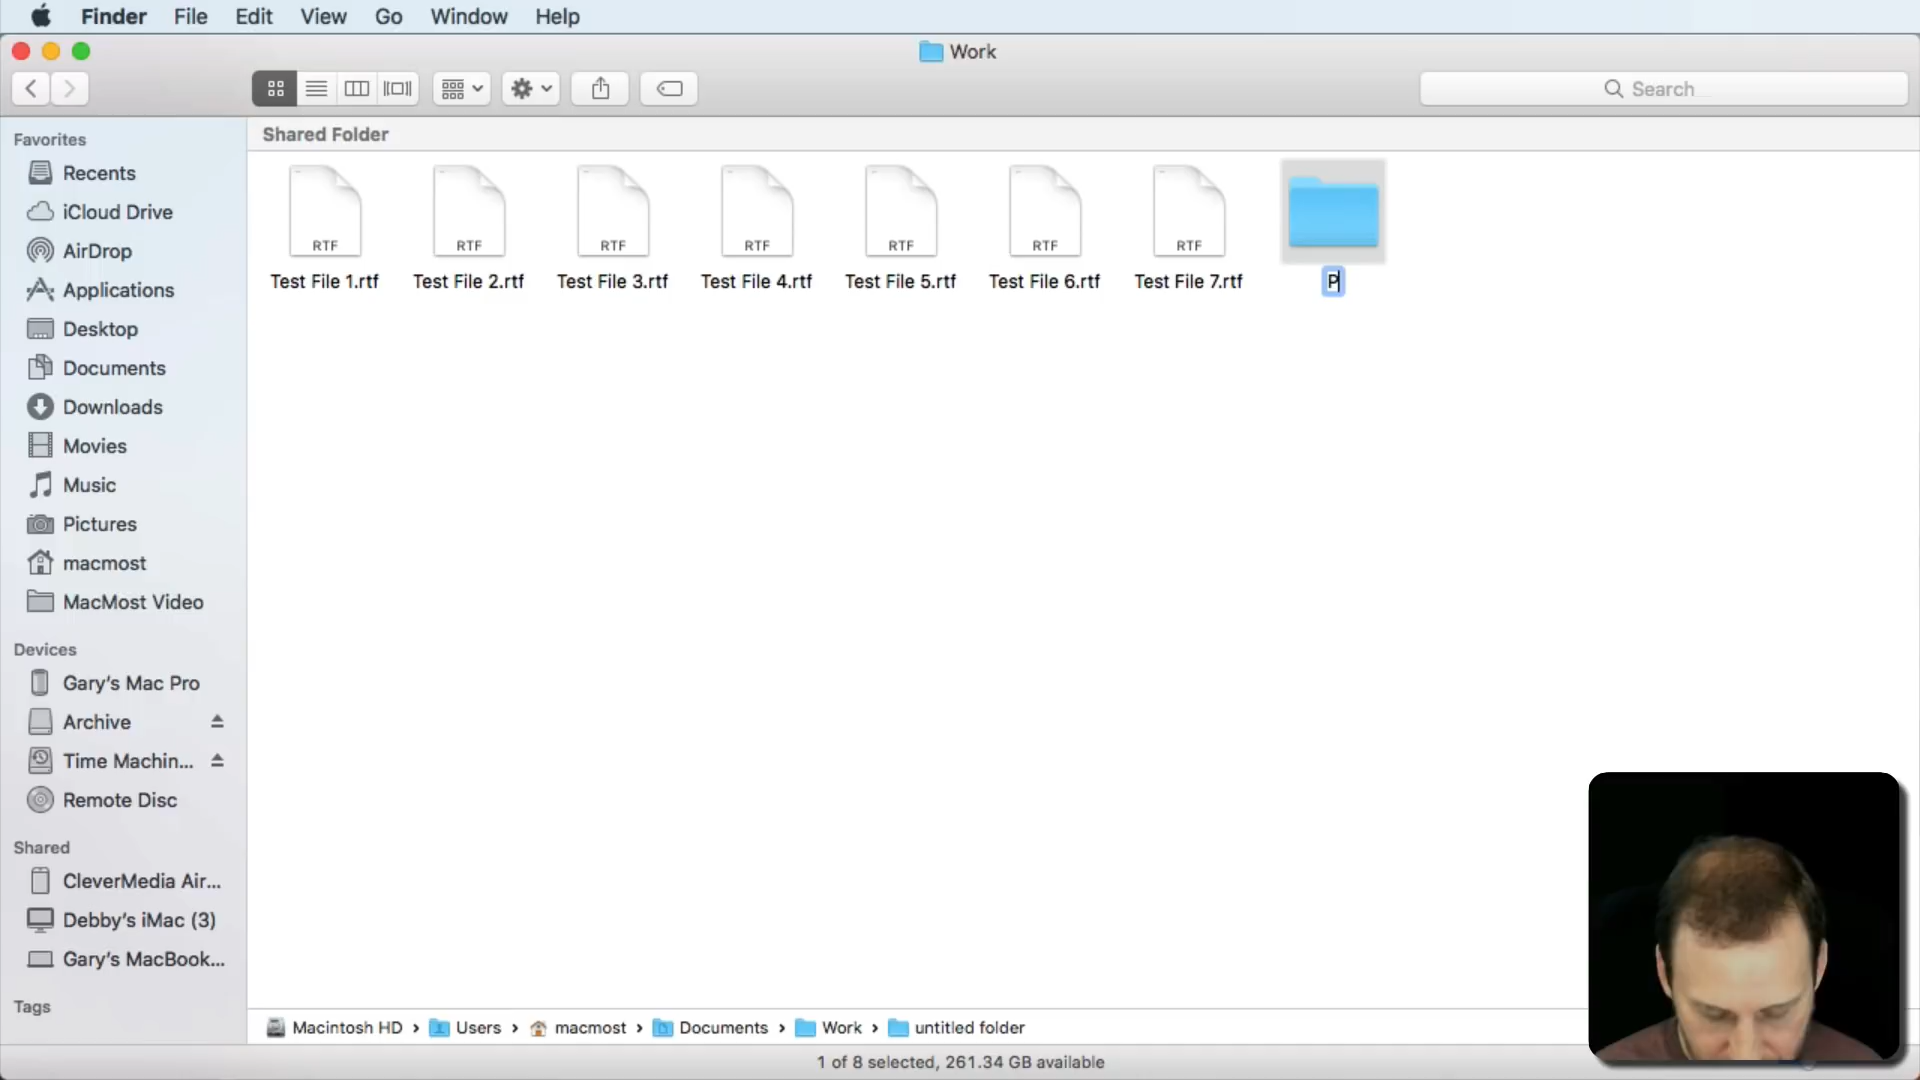 Finder File Edit View Go Window Help
Work
Search
Favorites
Recents
iCloud Drive
AirDrop
Applications
Desktop
Documents
Downloads
Movies
Music
Pictures
macmost
MacMost Video
Devices
Gary's Mac Pro
Archive
Time Machin...
Remote Disc
Shared
CleverMedia Air...
Debby's iMac (3)
Gary's MacBook...
Tags
Shared Folder
RTF RTF RTF RTF RTF RTF RTF
Test File 1.rtf Test File 2.rtf Test File 3.rtf Test File 4.rtf Test File 5.rtf Test File 6.rtf Test File 7.rtf P
Macintosh HD › Users › macmost › Documents › Work › untitled folder
1 of 8 selected, 261.34 GB available